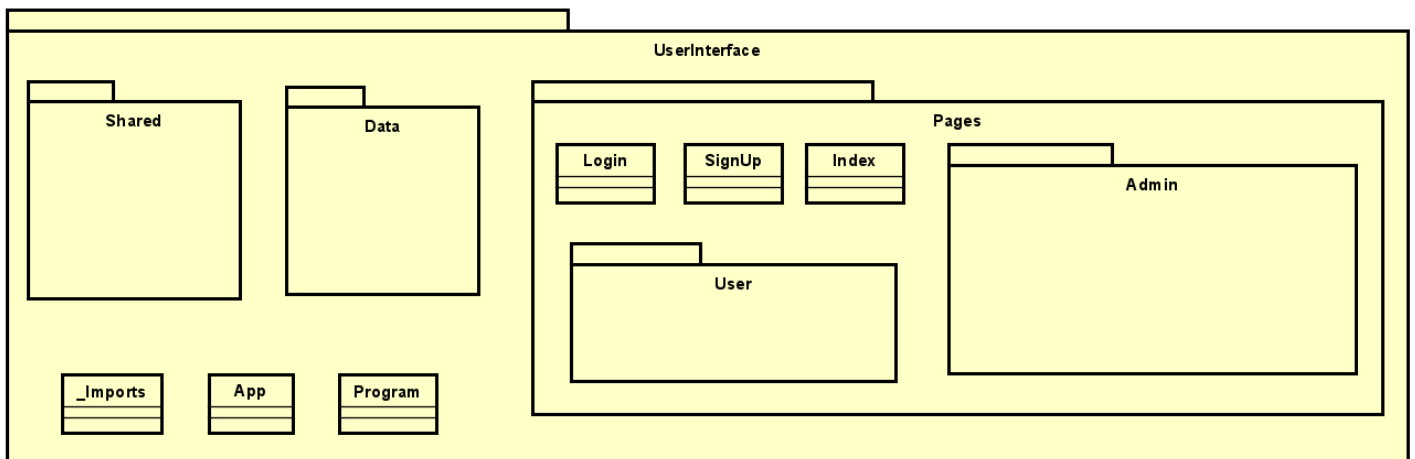 UserInterface
Shared
Data
Pages
Login
SignUp
Index
Admin
User
_Imports
App
Program